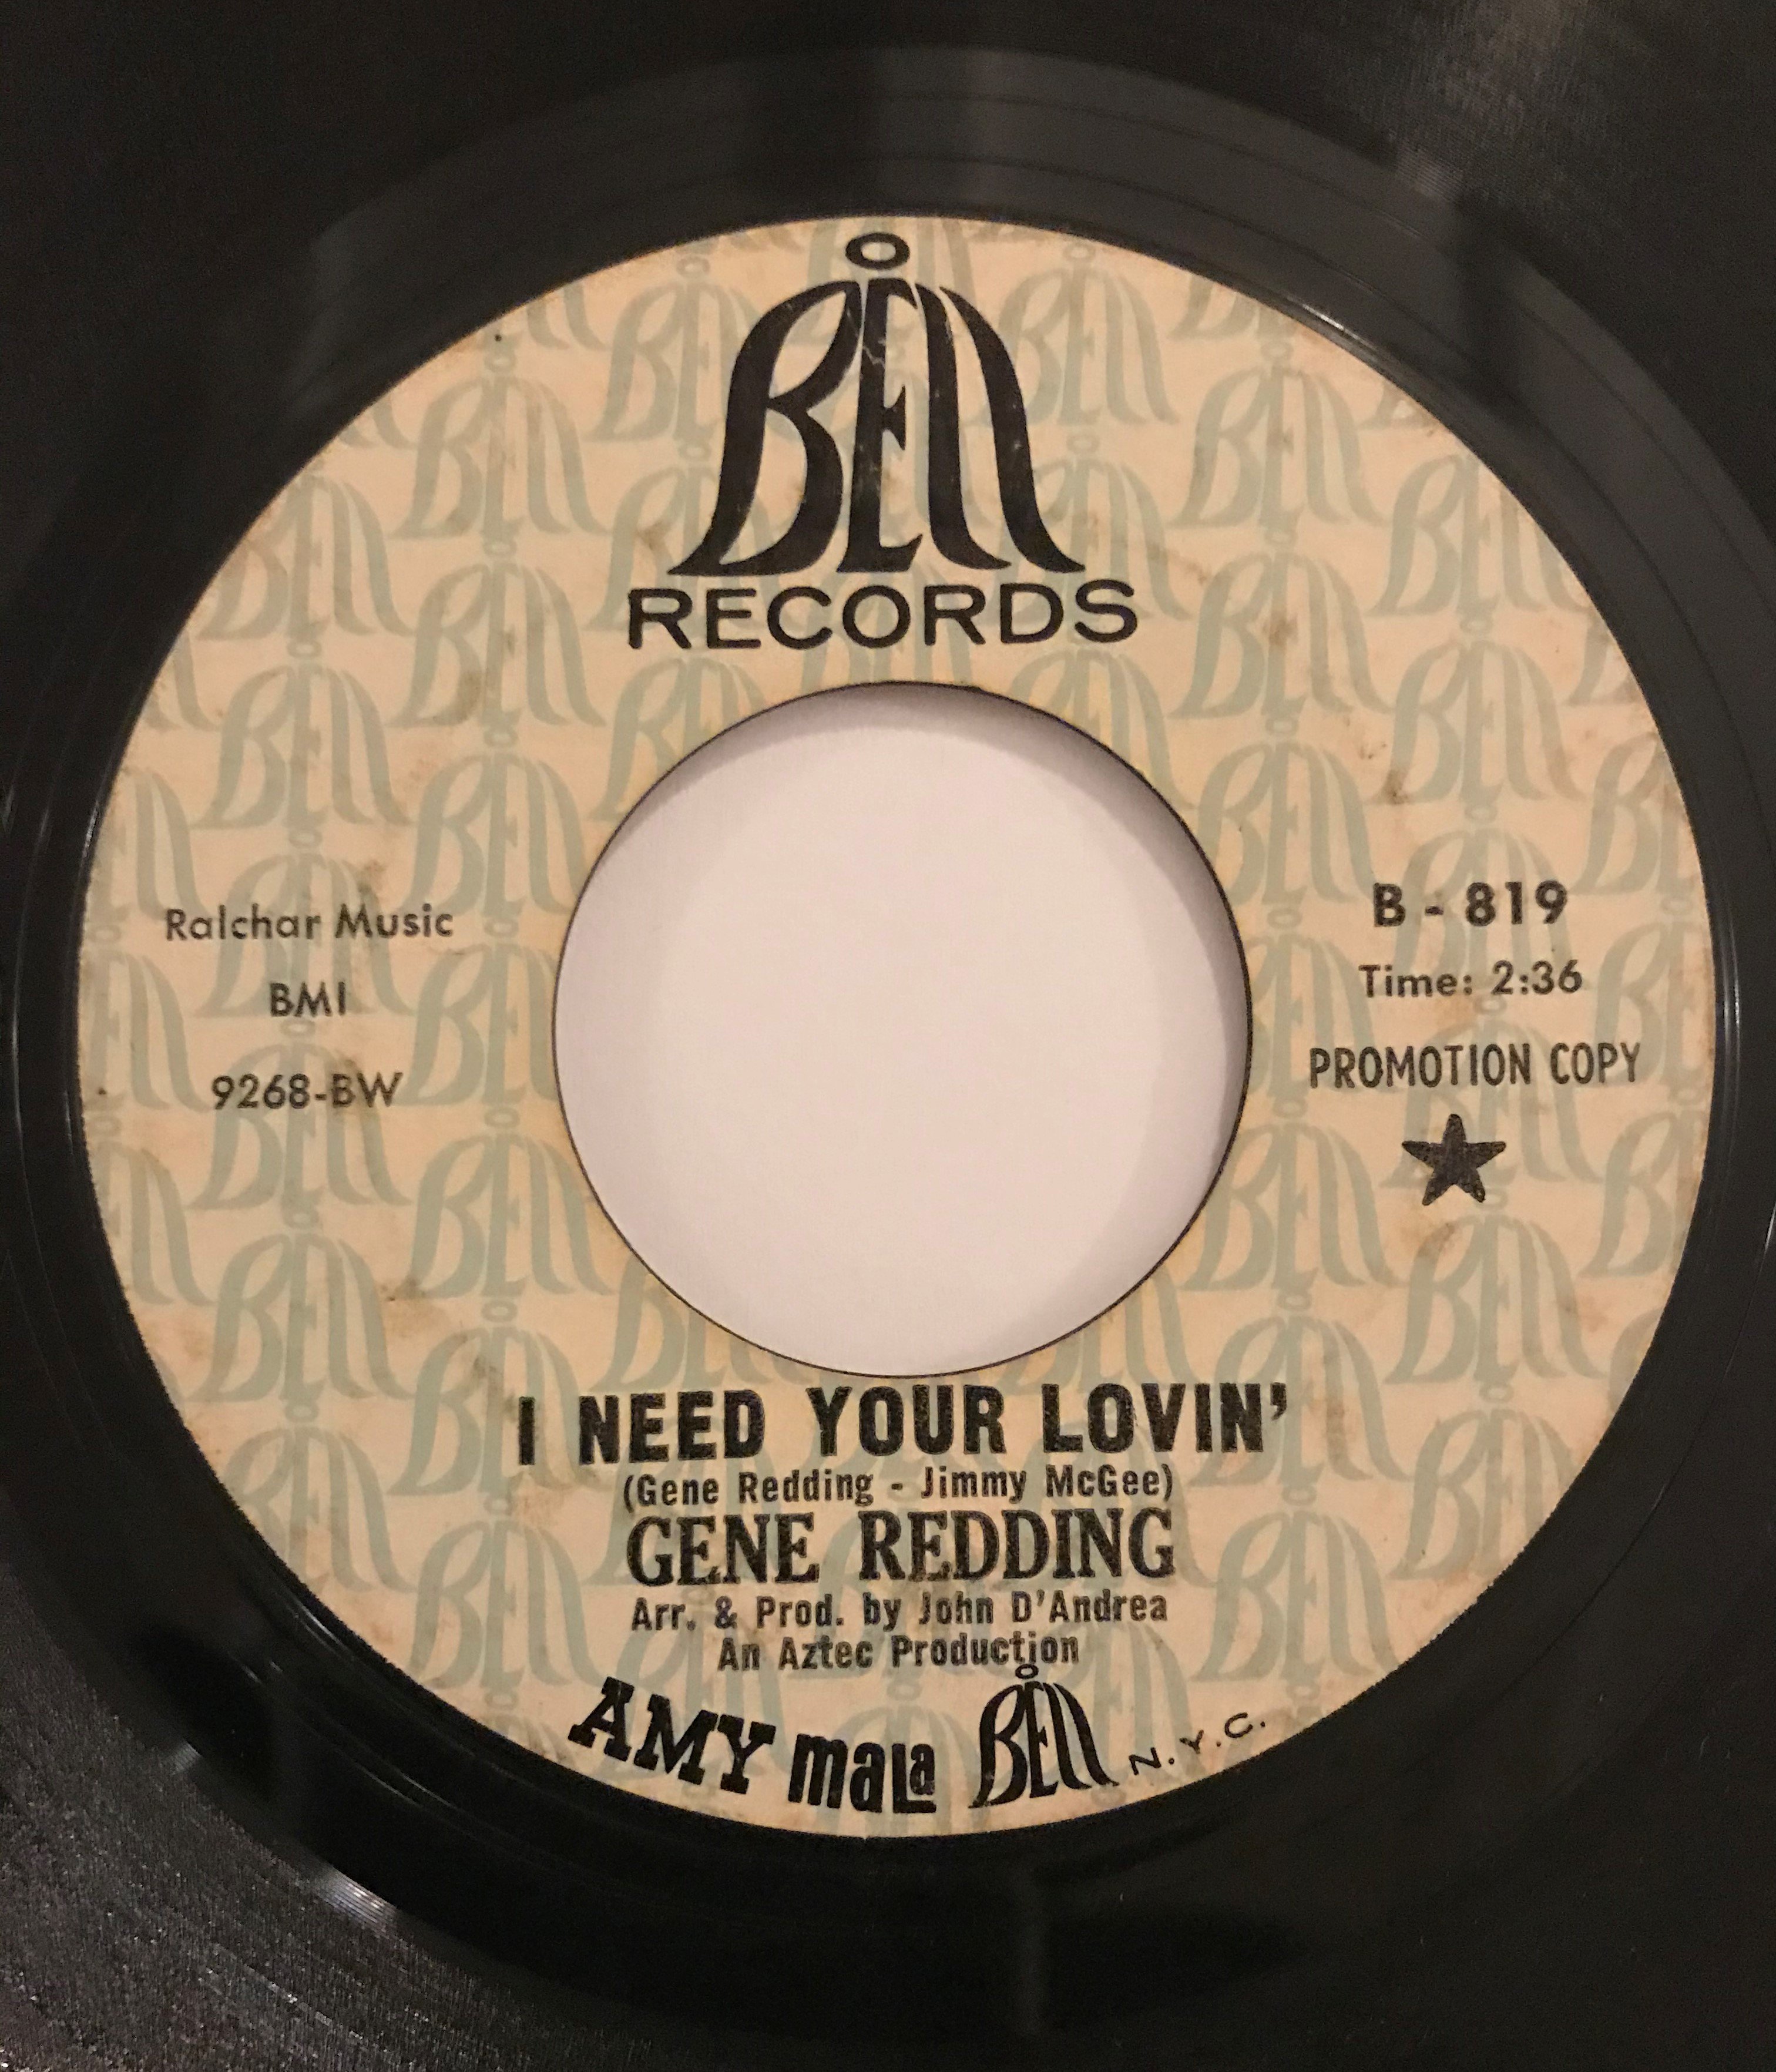 BELL
RECORDS
Ralchar Music
BMI
9268-BW
B - 819
Time: 2:36
PROMOTION COPY
I NEED YOUR LOVIN'
(Gene Redding - Jimmy McGee)
GENE REDDING
Arr. & Prod. by John D'Andrea
An Aztec Production
AMY mala BELL N.Y.C.